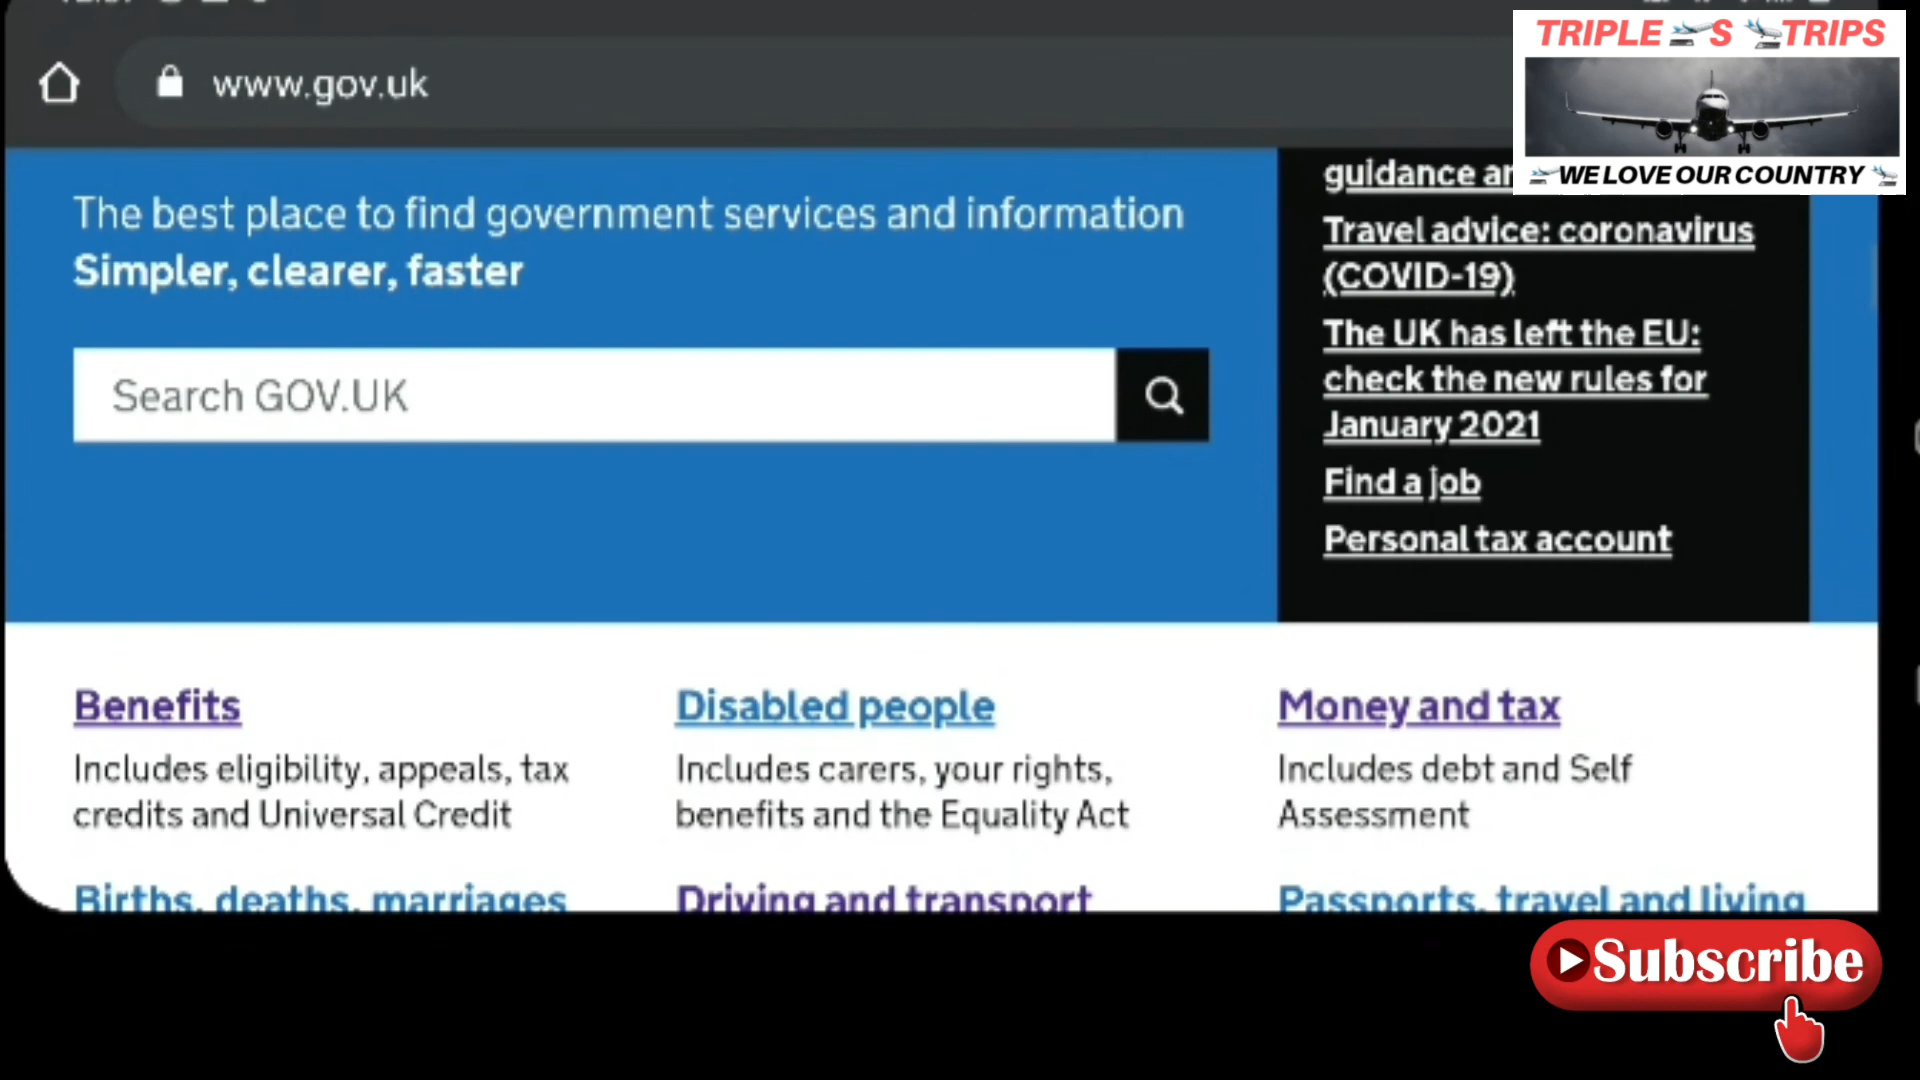 www.gov.uk
TRIPLE S TRIPS
WE LOVE OUR COUNTRY
The best place to find government services and information
Simpler, clearer, faster
Search GOV.UK
guidance
Travel advice: coronavirus
(COVID-19)
The UK has left the EU:
check the new rules for
January 2021
Find a job
Personal tax account
Benefits
Includes eligibility, appeals, tax
credits and Universal Credit
Disabled people
Includes carers, your rights,
benefits and the Equality Act
Money and tax
Includes debt and Self
Assessment
Births, deaths, marriages
Driving and transport
Passports, travel and living
Subscribe